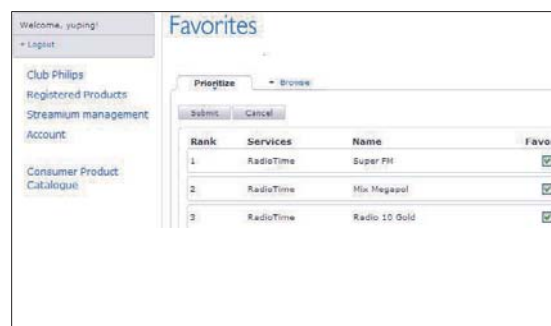 Welcome, yuping!
Logout
Club Philips
Registered Products
Streamium management
Account
Consumer Product
Catalogue
Favorites
Prioritize Browse
Submit Cancel
Rank Services Name Favo
1 RadioTime Super FM
2 RadioTime Mix Megapol
3 RadioTime Radio 10 Gold